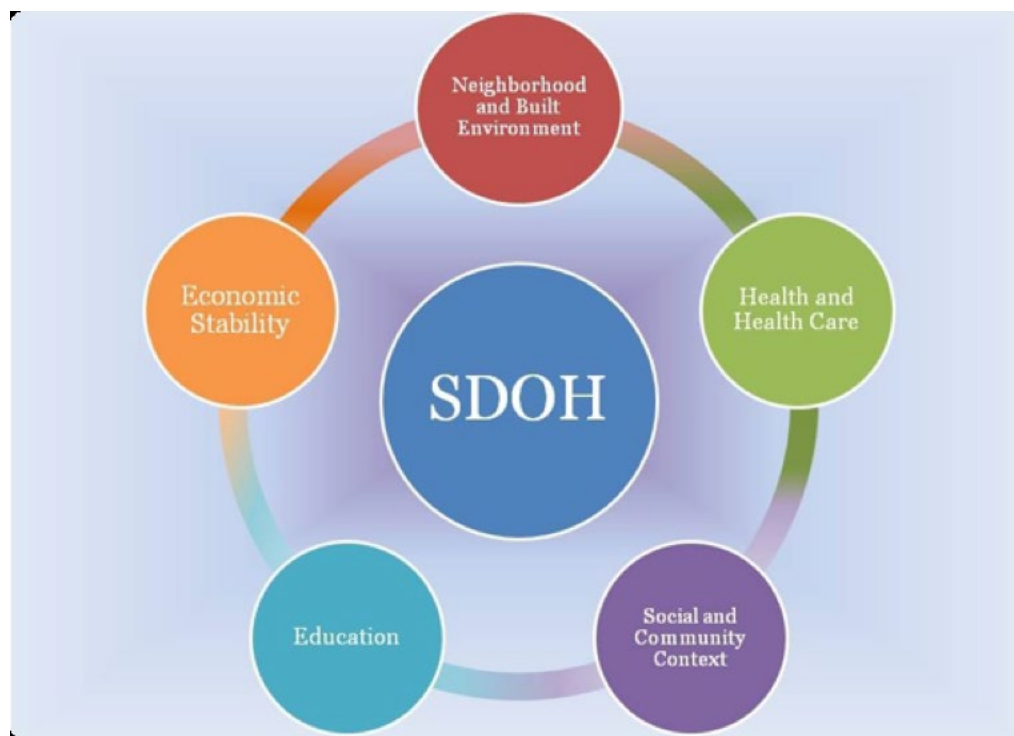 Neighborhood
and Built
Environment
Economic
Stability
Health and
Health Care
SDOH
Education
Social and
Community
Context